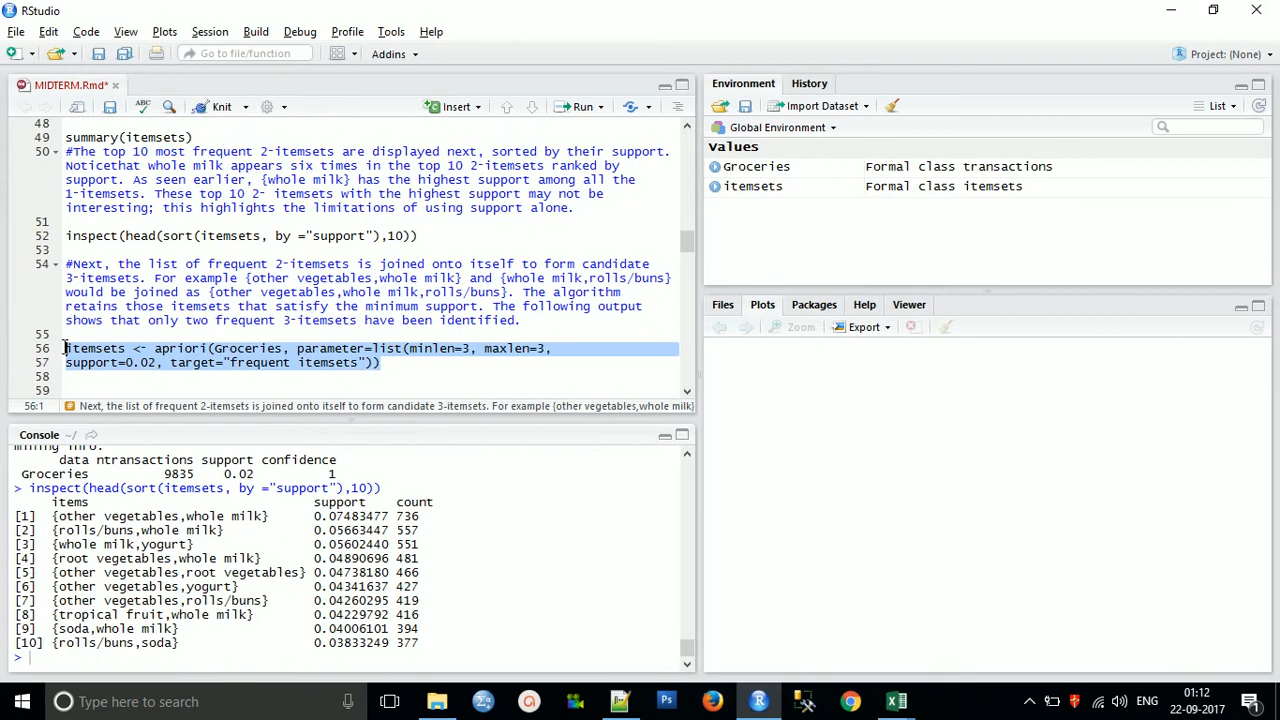 RStudio
File Edit Code View Plots Session Build Debug Profile Tools Help
Go to file/function Addins Project: (None)
MIDTERM.Rmd*
Knit Insert Run
48
49 summary(itemsets)
50 #The top 10 most frequent 2-itemsets are displayed next, sorted by their support.
Noticethat whole milk appears six times in the top 10 2-itemsets ranked by
support. As seen earlier, {whole milk} has the highest support among all the
1-itemsets. These top 10 2- itemsets with the highest support may not be
interesting; this highlights the limitations of using support alone.
51
52 inspect(head(sort(itemsets, by ="support"),10))
53
54 #Next, the list of frequent 2-itemsets is joined onto itself to form candidate
3-itemsets. For example {other vegetables,whole milk} and {whole milk,rolls/buns}
would be joined as {other vegetables,whole milk,rolls/buns}. The algorithm
retains those itemsets that satisfy the minimum support. The following output
shows that only two frequent 3-itemsets have been identified.
55
56 itemsets <- apriori(Groceries, parameter=list(minlen=3, maxlen=3,
57 support=0.02, target="frequent itemsets"))
58
59
56:1 # Next, the list of frequent 2-itemsets is joined onto itself to form candidate 3-itemsets. For example {other vegetables,whole milk}
Console ~/
mining info:
data ntransactions support confidence
Groceries 9835 0.02 1
> inspect(head(sort(itemsets, by ="support"),10))
items support count
[1] {other vegetables,whole milk} 0.07483477 736
[2] {rolls/buns,whole milk} 0.05663447 557
[3] {whole milk,yogurt} 0.05602440 551
[4] {root vegetables,whole milk} 0.04890696 481
[5] {other vegetables,root vegetables} 0.04738180 466
[6] {other vegetables,yogurt} 0.04341637 427
[7] {other vegetables,rolls/buns} 0.04260295 419
[8] {tropical fruit,whole milk} 0.04229792 416
[9] {soda,whole milk} 0.04006101 394
[10] {rolls/buns,soda} 0.03833249 377
>
Environment History
Import Dataset List
Global Environment
Values
Groceries Formal class transactions
itemsets Formal class itemsets
Files Plots Packages Help Viewer
Zoom Export
Type here to search
Ps
R
ENG
01:12
22-09-2017
1